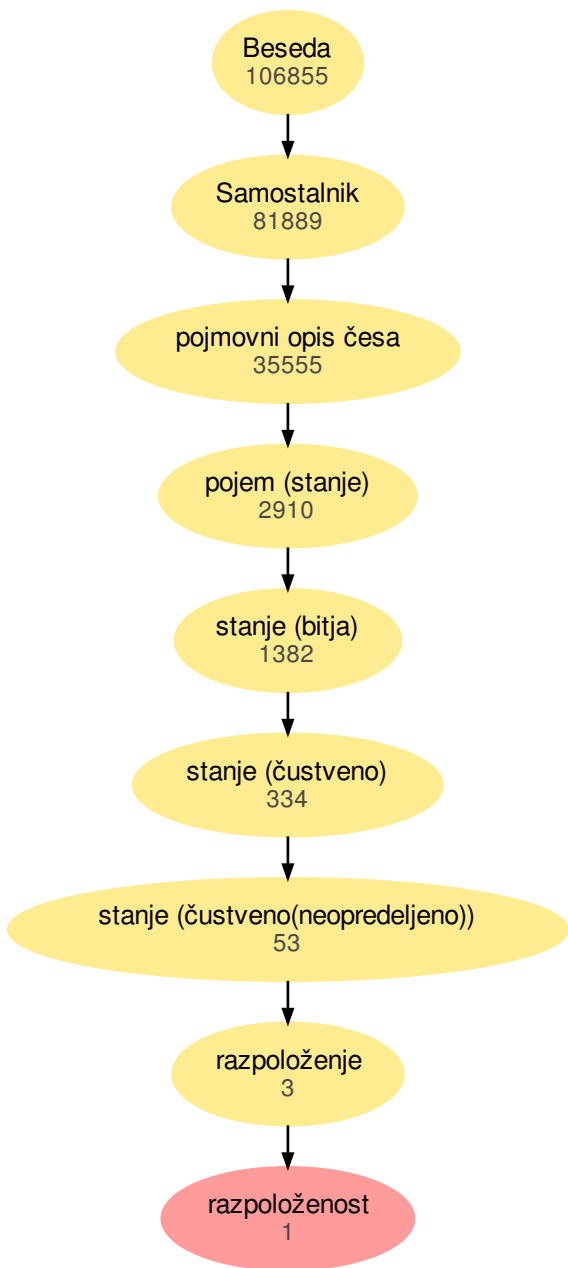 Beseda
106855
Samostalnik
81889
pojmovni opis česa
35555
pojem (stanje)
2910
stanje (bitja)
1382
stanje (čustveno)
334
stanje (čustveno(neopredeljeno))
53
razpoloženje
3
razpoloženost
1